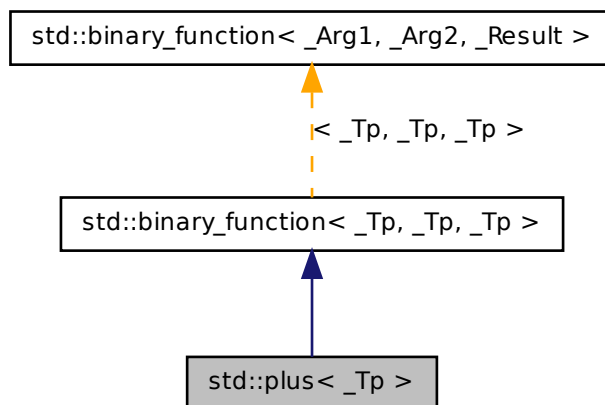 std::binary_function< _Arg1, _Arg2, _Result >
< _Tp, _Tp, _Tp >
std::binary_function< _Tp, _Tp, _Tp >
std::plus< _Tp >